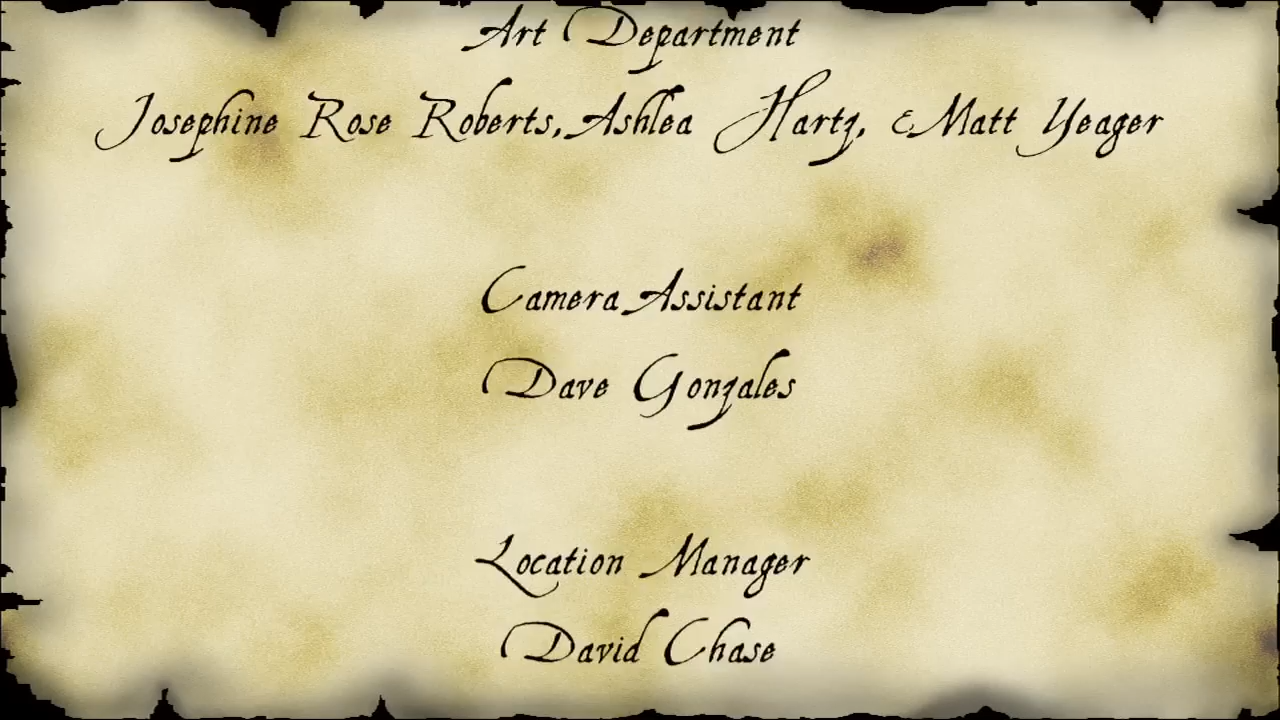 Art Department
Josephine Rose Roberts, Ashlea Hartz, Matt Yeager
Camera Assistant
Dave Gonzales
Location Manager
David Chase